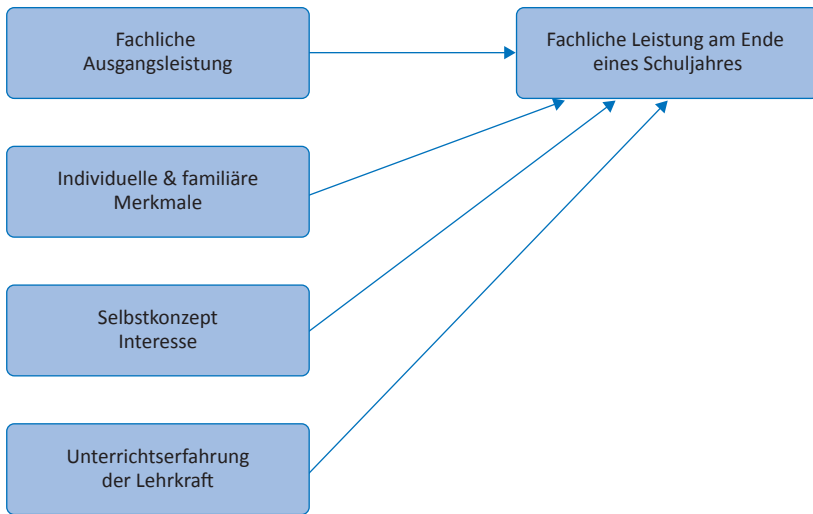 Fachliche
Ausgangsleistung
Fachliche Leistung am Ende
eines Schuljahres
Individuelle & familiäre
Merkmale
Selbstkonzept
Interesse
Unterrichtserfahrung
der Lehrkraft